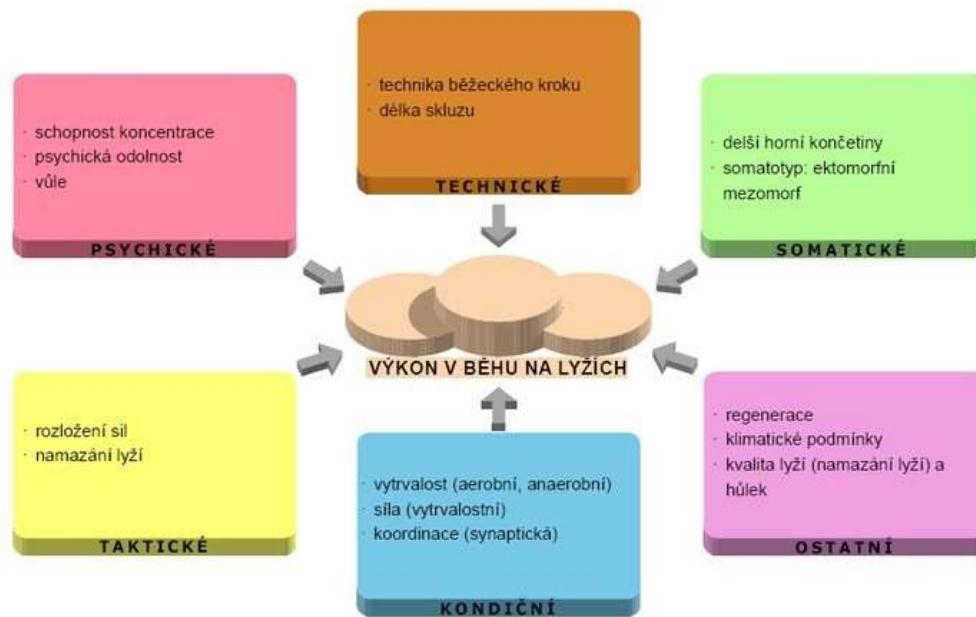 · schopnost koncentrace
· psychická odolnost
· vůle
PSYCHICKÉ
· technika běžeckého kroku
· délka skluzu
TECHNICKÉ
· delší horní končetiny
· somatotyp: ektomorfní
mezomorf
SOMATICKÉ
VÝKON V BĚHU NA LYŽÍCH
· rozložení sil
· namazání lyží
TAKTICKÉ
· vytrvalost (aerobní, anaerobní)
· síla (vytrvalostní)
· koordinace (synaptická)
KONDIČNÍ
· regenerace
· klimatické podmínky
· kvalita lyží (namazání lyží) a
hůlek
OSTATNÍ